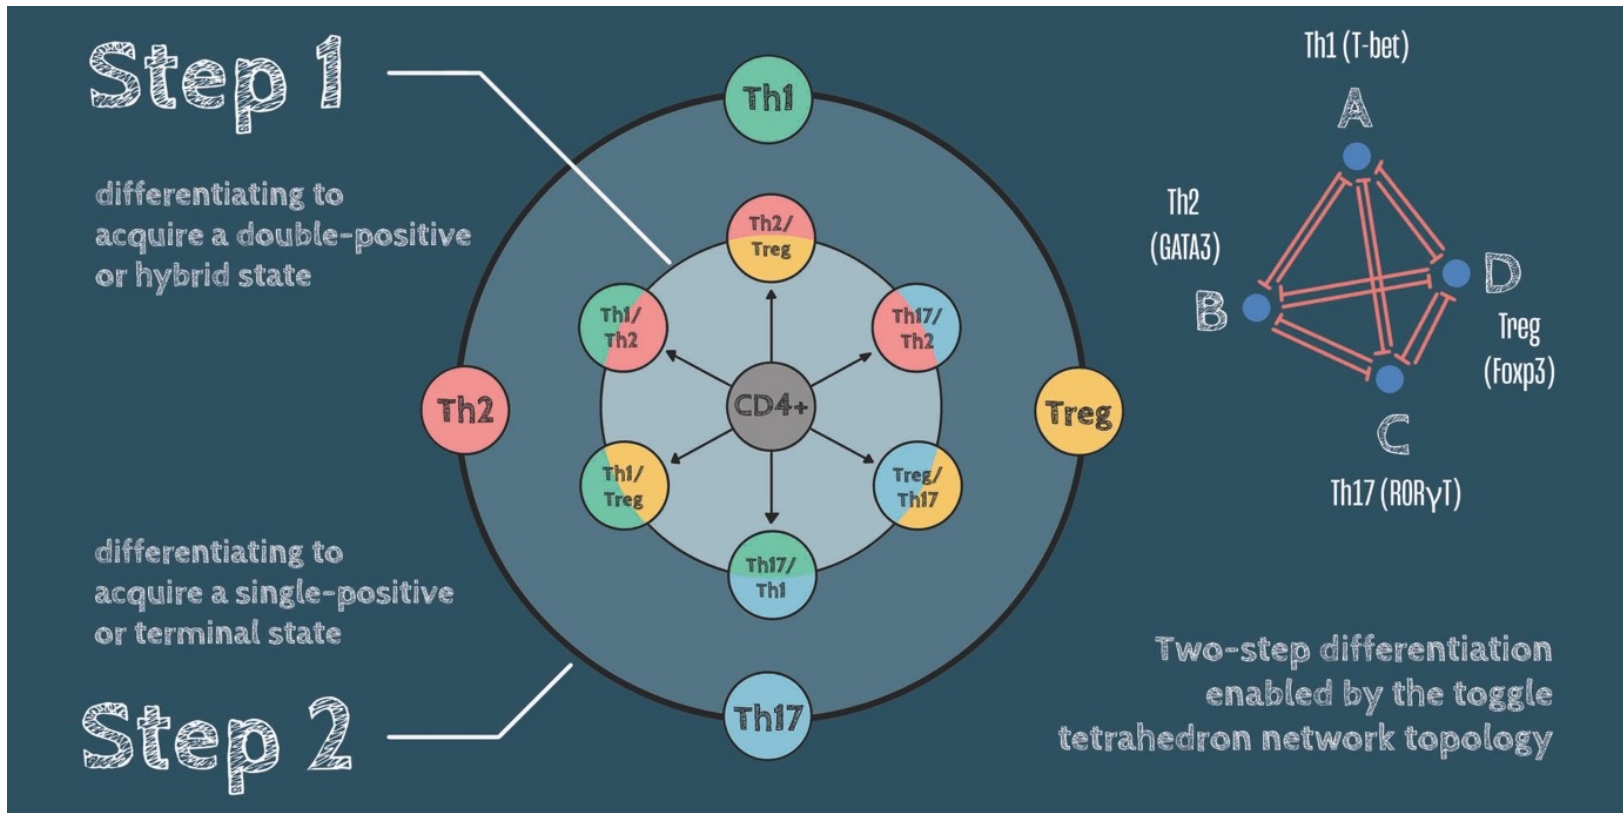 Step 1
differentiating to
acquire a double-positive
or hybrid state
differentiating to
acquire a single-positive
or terminal state
Step 2
Th1
Th2/
Treg
Th1/
Th2
Th17/
Th2
CD4+
Th2
Treg
Th1/
Treg
Treg/
Th17
Th17/
Th1
Th17
Th1 (T-bet)
A
Th2
(GATA3)
B
D
Treg
(Foxp3)
C
Th17 (RORγT)
Two-step differentiation
enabled by the toggle
tetrahedron network topology